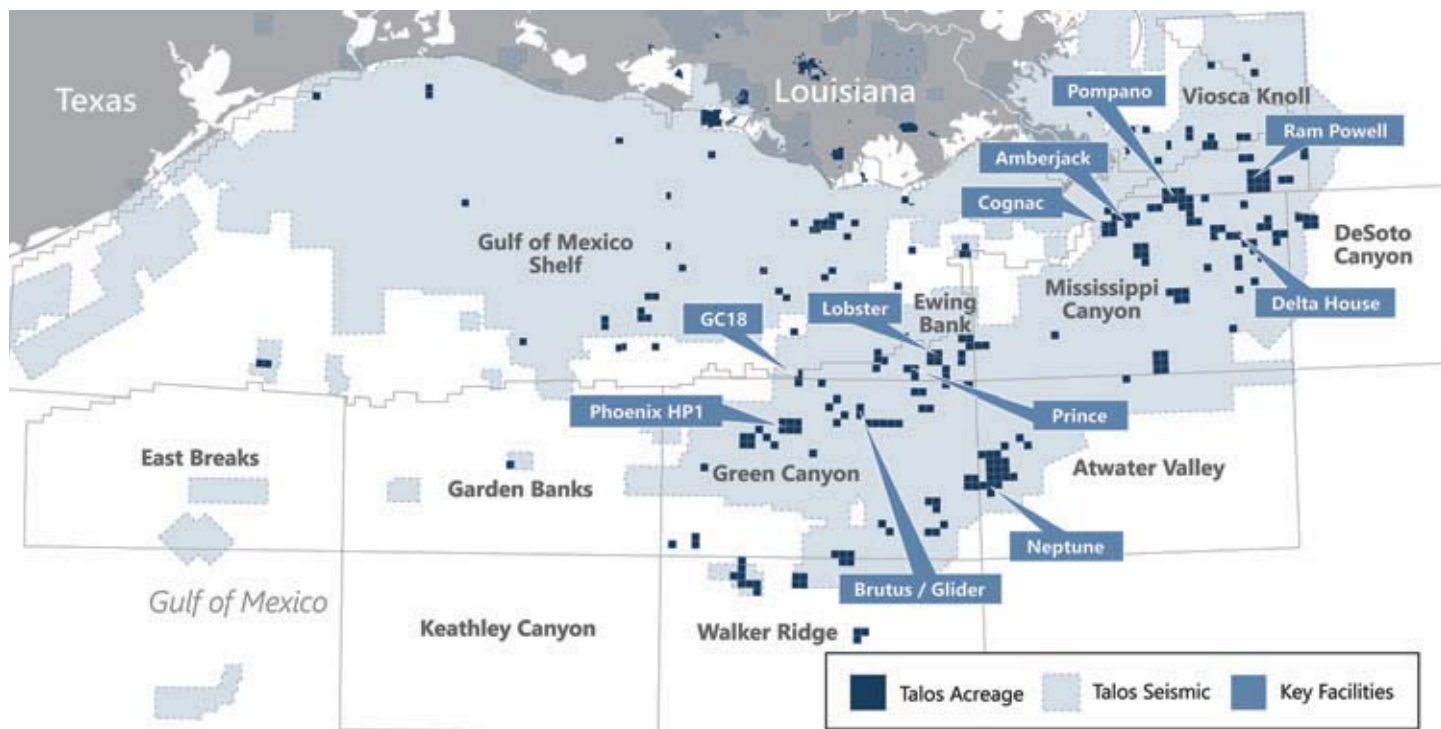 Texas
Louisiana
Pompano
Viosca Knoll
Ram Powell
Amberjack
Cognac
Gulf of Mexico
Shelf
DeSoto
Canyon
Mississippi
Canyon
Delta House
Ewing
Bank
Lobster
GC18
Phoenix HP1
Prince
East Breaks
Garden Banks
Green Canyon
Atwater Valley
Neptune
Brutus / Glider
Gulf of Mexico
Keathley Canyon
Walker Ridge
Talos Acreage
Talos Seismic
Key Facilities